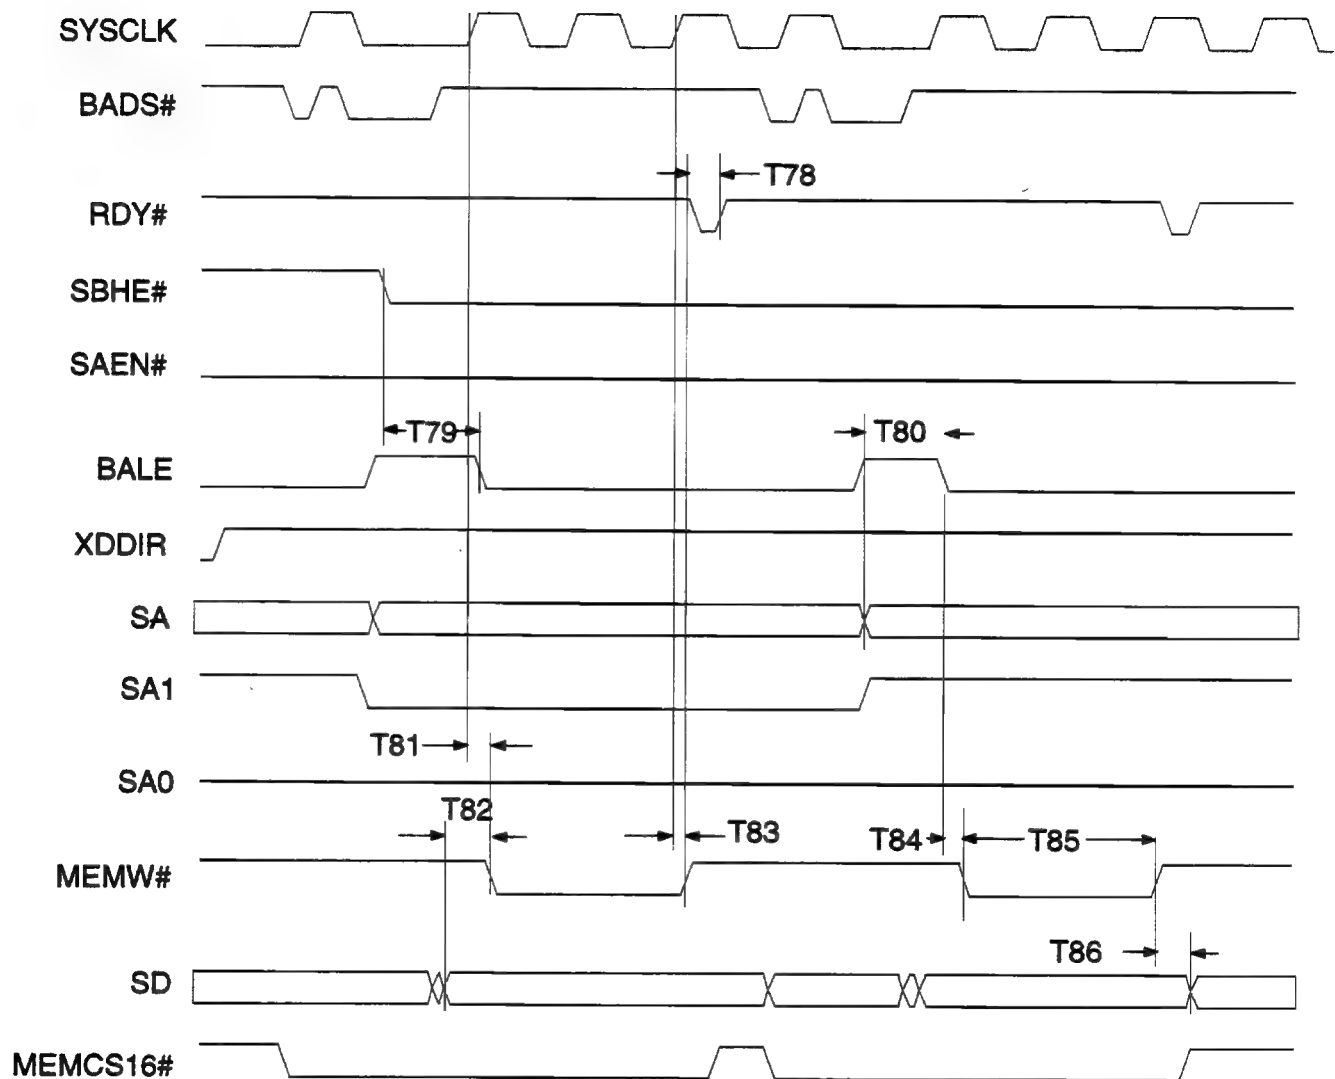 SYSCLK
BADS#
T78
RDY#
SBHE#
SAEN#
T79
T80
BALE
XDDIR
SA
SA1
T81
SA0
T82
T83
T84
T85
MEMW#
T86
SD
MEMCS16#